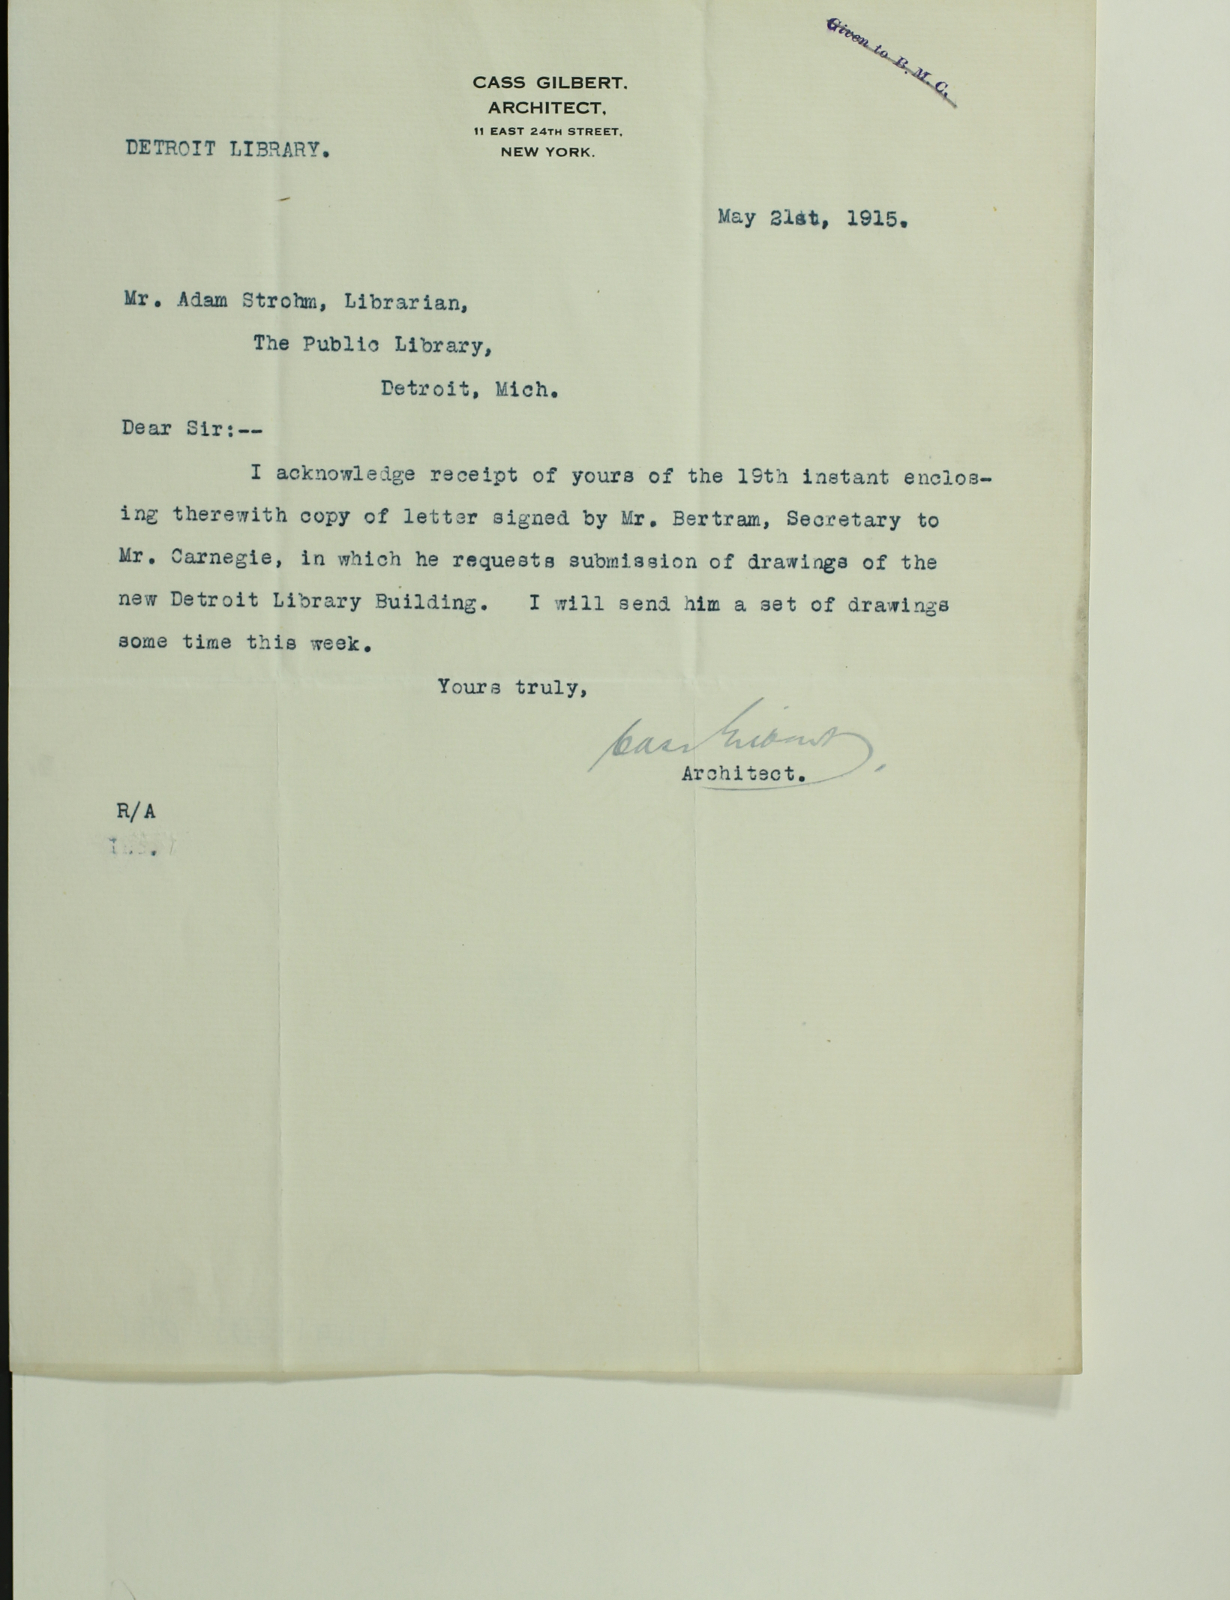 Given to B. M. C.
CASS GILBERT.
ARCHITECT,
11 EAST 24TH STREET,
NEW YORK.
DETROIT LIBRARY.
May 21st, 1915.
Mr. Adam Strohm, Librarian,
The Public Library,
Detroit, Mich.
Dear Sir:--
I acknowledge receipt of yours of the 19th instant enclos-
ing therewith copy of letter signed by Mr. Bertram, Secretary to
Mr. Carnegie, in which he requests submission of drawings of the
new Detroit Library Building. I will send him a set of drawings
some time this week.
Yours truly,
Cass Gilbert
Architect.
R/A